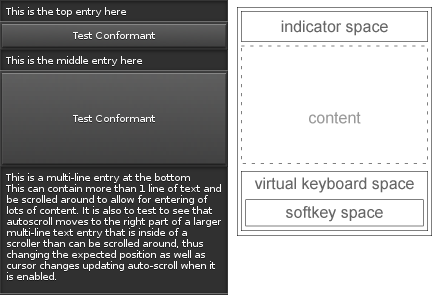 This is the top entry here
Test Conformant
This is the middle entry here
Test Conformant
This is a multi-line entry at the bottom
This can contain more than 1 line of text and
be scrolled around to allow for entering of
lots of content. It is also to test to see that
autoscroll moves to the right part of a larger
multi-line text entry that is inside of a
scroller than can be scrolled around, thus
changing the expected position as well as
cursor changes updating auto-scroll when it
is enabled.
indicator space
content
virtual keyboard space
softkey space